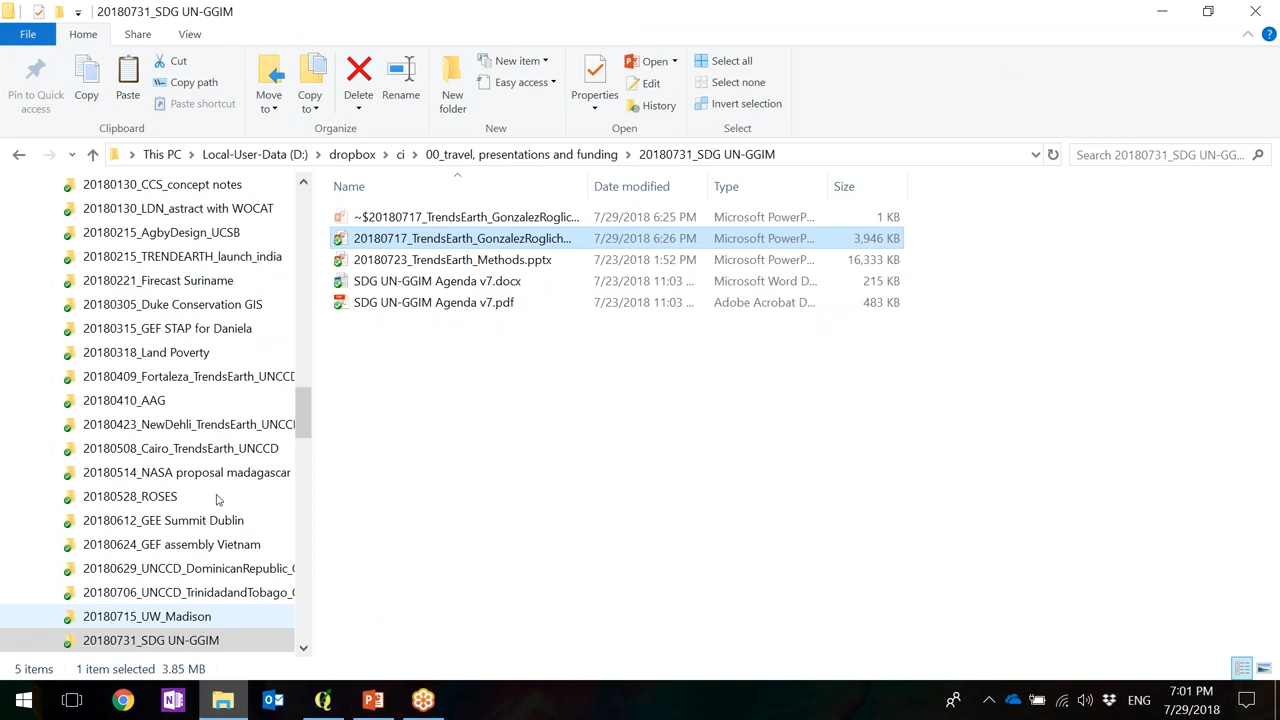 20180731_SDG UN-GGIM
File Home Share View
Pin to Quick access
Copy
Paste
Cut
Copy path
Paste shortcut
Clipboard
Move to
Copy to
Delete
Rename
Organize
New folder
New item
Easy access
New
Properties
Open
Edit
History
Open
Select all
Select none
Invert selection
Select
This PC > Local-User-Data (D:) > dropbox > ci > 00_travel, presentations and funding > 20180731_SDG UN-GGIM
Search 20180731_SDG UN-GG...
20180130_CCS_concept notes
20180130_LDN_astract with WOCAT
20180215_AgbyDesign_UCSB
20180215_TRENDEARTH_launch_india
20180221_Firecast Suriname
20180305_Duke Conservation GIS
20180315_GEF STAP for Daniela
20180318_Land Poverty
20180409_Fortaleza_TrendsEarth_UNCCD
20180410_AAG
20180423_NewDehli_TrendsEarth_UNCCD
20180508_Cairo_TrendsEarth_UNCCD
20180514_NASA proposal madagascar
20180528_ROSES
20180612_GEE Summit Dublin
20180624_GEF assembly Vietnam
20180629_UNCCD_DominicanRepublic_
20180706_UNCCD_TrinidadandTobago_
20180715_UW_Madison
20180731_SDG UN-GGIM
Name Date modified Type Size
~$20180717_TrendsEarth_GonzalezRoglic... 7/29/2018 6:25 PM Microsoft PowerP... 1 KB
20180717_TrendsEarth_GonzalezRoglich... 7/29/2018 6:26 PM Microsoft PowerP... 3,946 KB
20180723_TrendsEarth_Methods.pptx 7/23/2018 1:52 PM Microsoft PowerP... 16,333 KB
SDG UN-GGIM Agenda v7.docx 7/23/2018 11:03 ... Microsoft Word D... 215 KB
SDG UN-GGIM Agenda v7.pdf 7/23/2018 11:03 ... Adobe Acrobat D... 483 KB
5 items 1 item selected 3.85 MB
ENG
7:01 PM
7/29/2018